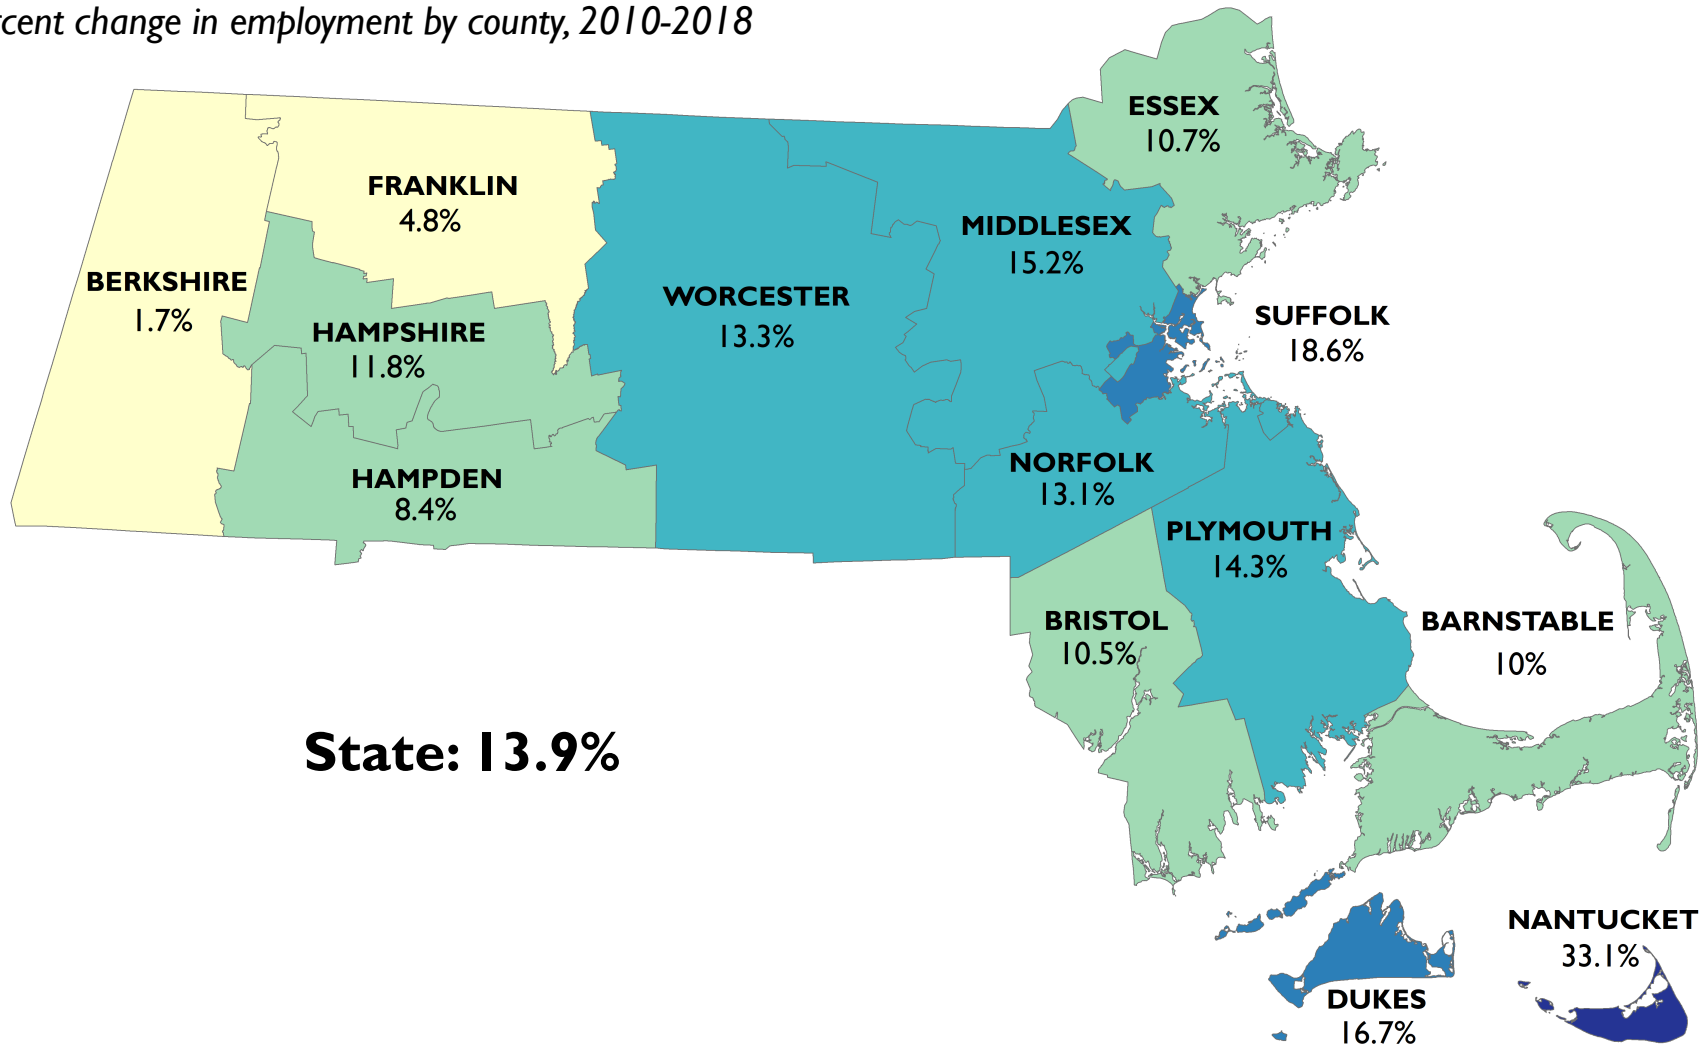 change in employment by county, 2010-2018
ESSEX
10.7%
FRANKLIN
4.8%
MIDDLESEX
15.2%
BERKSHIRE
1.7%
WORCESTER
13.3%
SUFFOLK
18.6%
HAMPSHIRE
11.8%
NORFOLK
13.1%
HAMPDEN
8.4%
PLYMOUTH
14.3%
BRISTOL
10.5%
BARNSTABLE
10%
State: 13.9%
NANTUCKET
33.1%
DUKES
16.7%